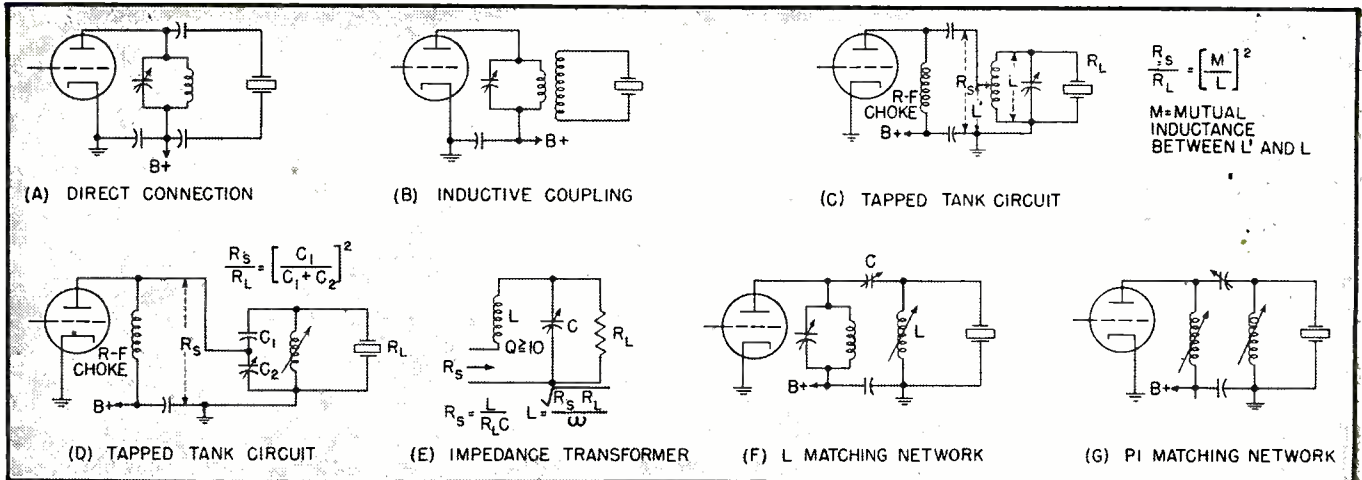 B+
(A) DIRECT CONNECTION
B+
(B) INDUCTIVE COUPLING
R-F
CHOKE
B+
RS
L'
L
RL
RS/RL = [M/L]²
M=MUTUAL
INDUCTANCE
BETWEEN L' AND L
(C) TAPPED TANK CIRCUIT
RS/RL = [C1/(C1 + C2)]²
R-F
CHOKE
B+
RS
C1
C2
RL
(D) TAPPED TANK CIRCUIT
L
Q≧10
C
RL
RS
RS = L/RLC L = √(RS RL)/ω
(E) IMPEDANCE TRANSFORMER
C
L
B+
(F) L MATCHING NETWORK
B+
(G) PI MATCHING NETWORK